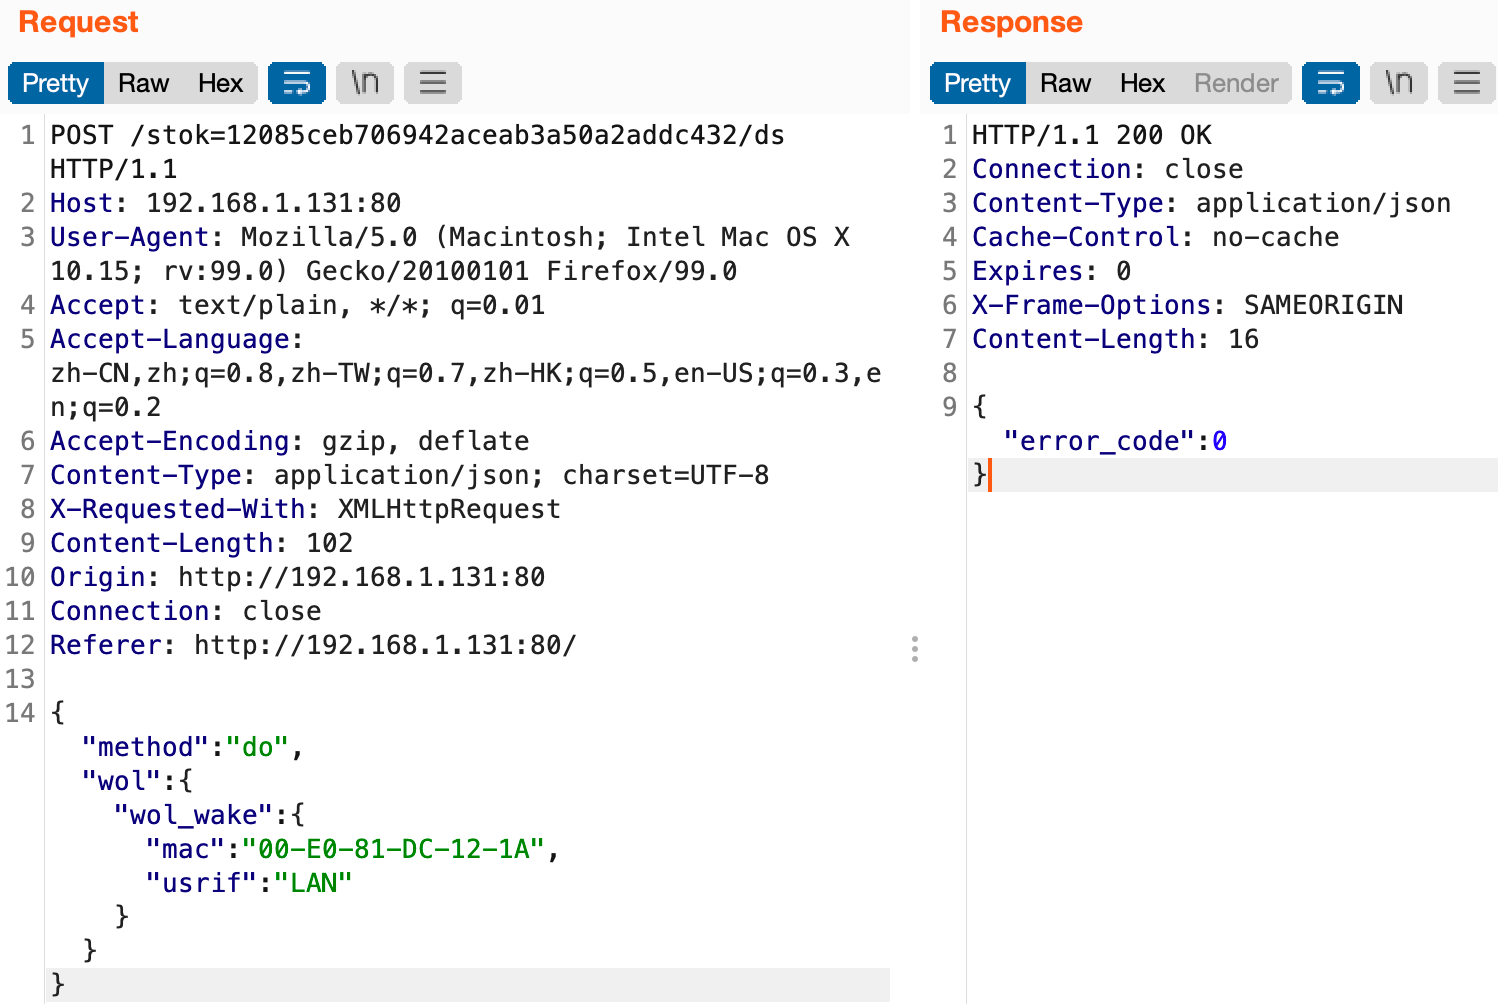 Request
Pretty Raw Hex \n
1 POST /stok=12085ceb706942aceab3a50a2addc432/ds
HTTP/1.1
2 Host: 192.168.1.131:80
3 User-Agent: Mozilla/5.0 (Macintosh; Intel Mac OS X
10.15; rv:99.0) Gecko/20100101 Firefox/99.0
4 Accept: text/plain, */*; q=0.01
5 Accept-Language:
zh-CN,zh;q=0.8,zh-TW;q=0.7,zh-HK;q=0.5,en-US;q=0.3,e
n;q=0.2
6 Accept-Encoding: gzip, deflate
7 Content-Type: application/json; charset=UTF-8
8 X-Requested-With: XMLHttpRequest
9 Content-Length: 102
10 Origin: http://192.168.1.131:80
11 Connection: close
12 Referer: http://192.168.1.131:80/
13
14 {
"method":"do",
"wol":{
"wol_wake":{
"mac":"00-E0-81-DC-12-1A",
"usrif":"LAN"
}
}
}
Response
Pretty Raw Hex Render \n
1 HTTP/1.1 200 OK
2 Connection: close
3 Content-Type: application/json
4 Cache-Control: no-cache
5 Expires: 0
6 X-Frame-Options: SAMEORIGIN
7 Content-Length: 16
8
9 {
"error_code":0
}